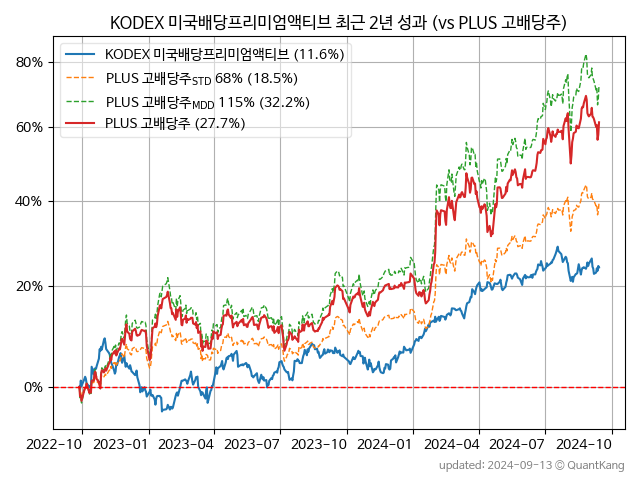 KODEX 미국배당프리미엄액티브 최근 2년 성과 (vs PLUS 고배당주)
KODEX 미국배당프리미엄액티브 (11.6%)
PLUS 고배당주STD 68% (18.5%)
PLUS 고배당주MDD 115% (32.2%)
PLUS 고배당주 (27.7%)
80%
60%
40%
20%
0%
2022-10 2023-01 2023-04 2023-07 2023-10 2024-01 2024-04 2024-07 2024-10
updated: 2024-09-13 © QuantKang